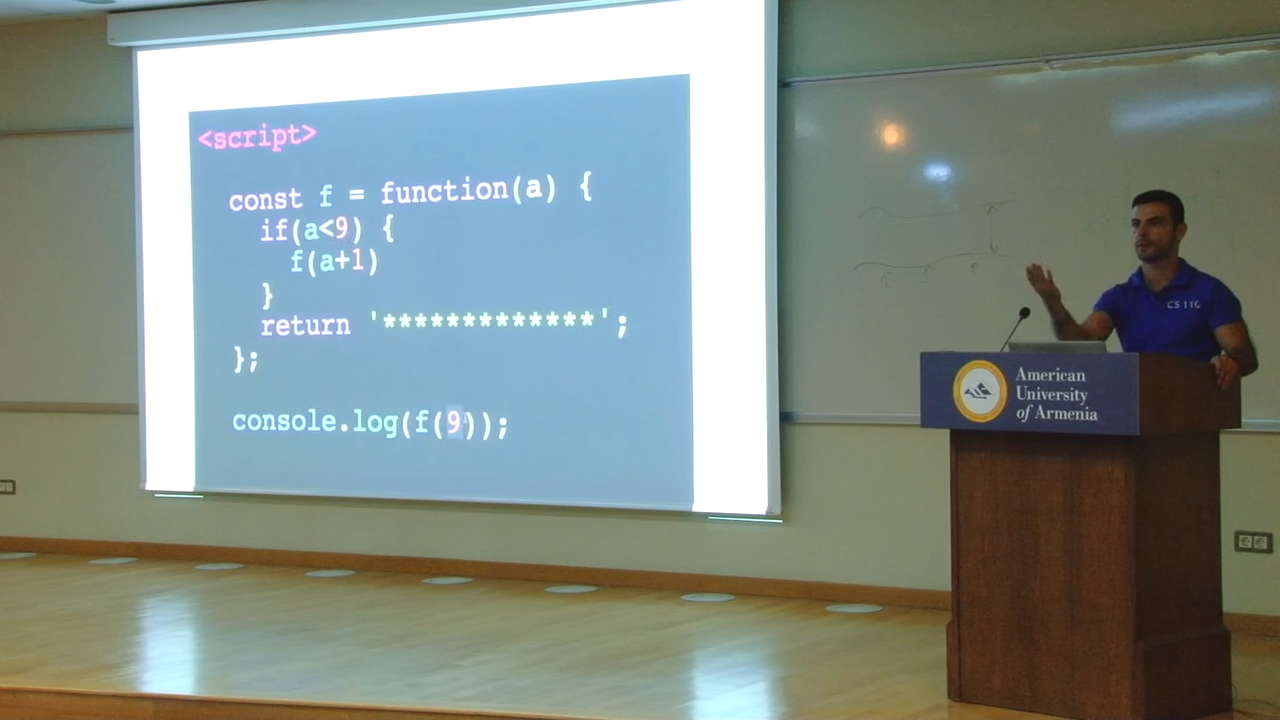 <script>
const f = function(a) {
if(a<9) {
f(a+1)
}
return '*************';
};
console.log(f(9));
CS 110
American
University
of Armenia